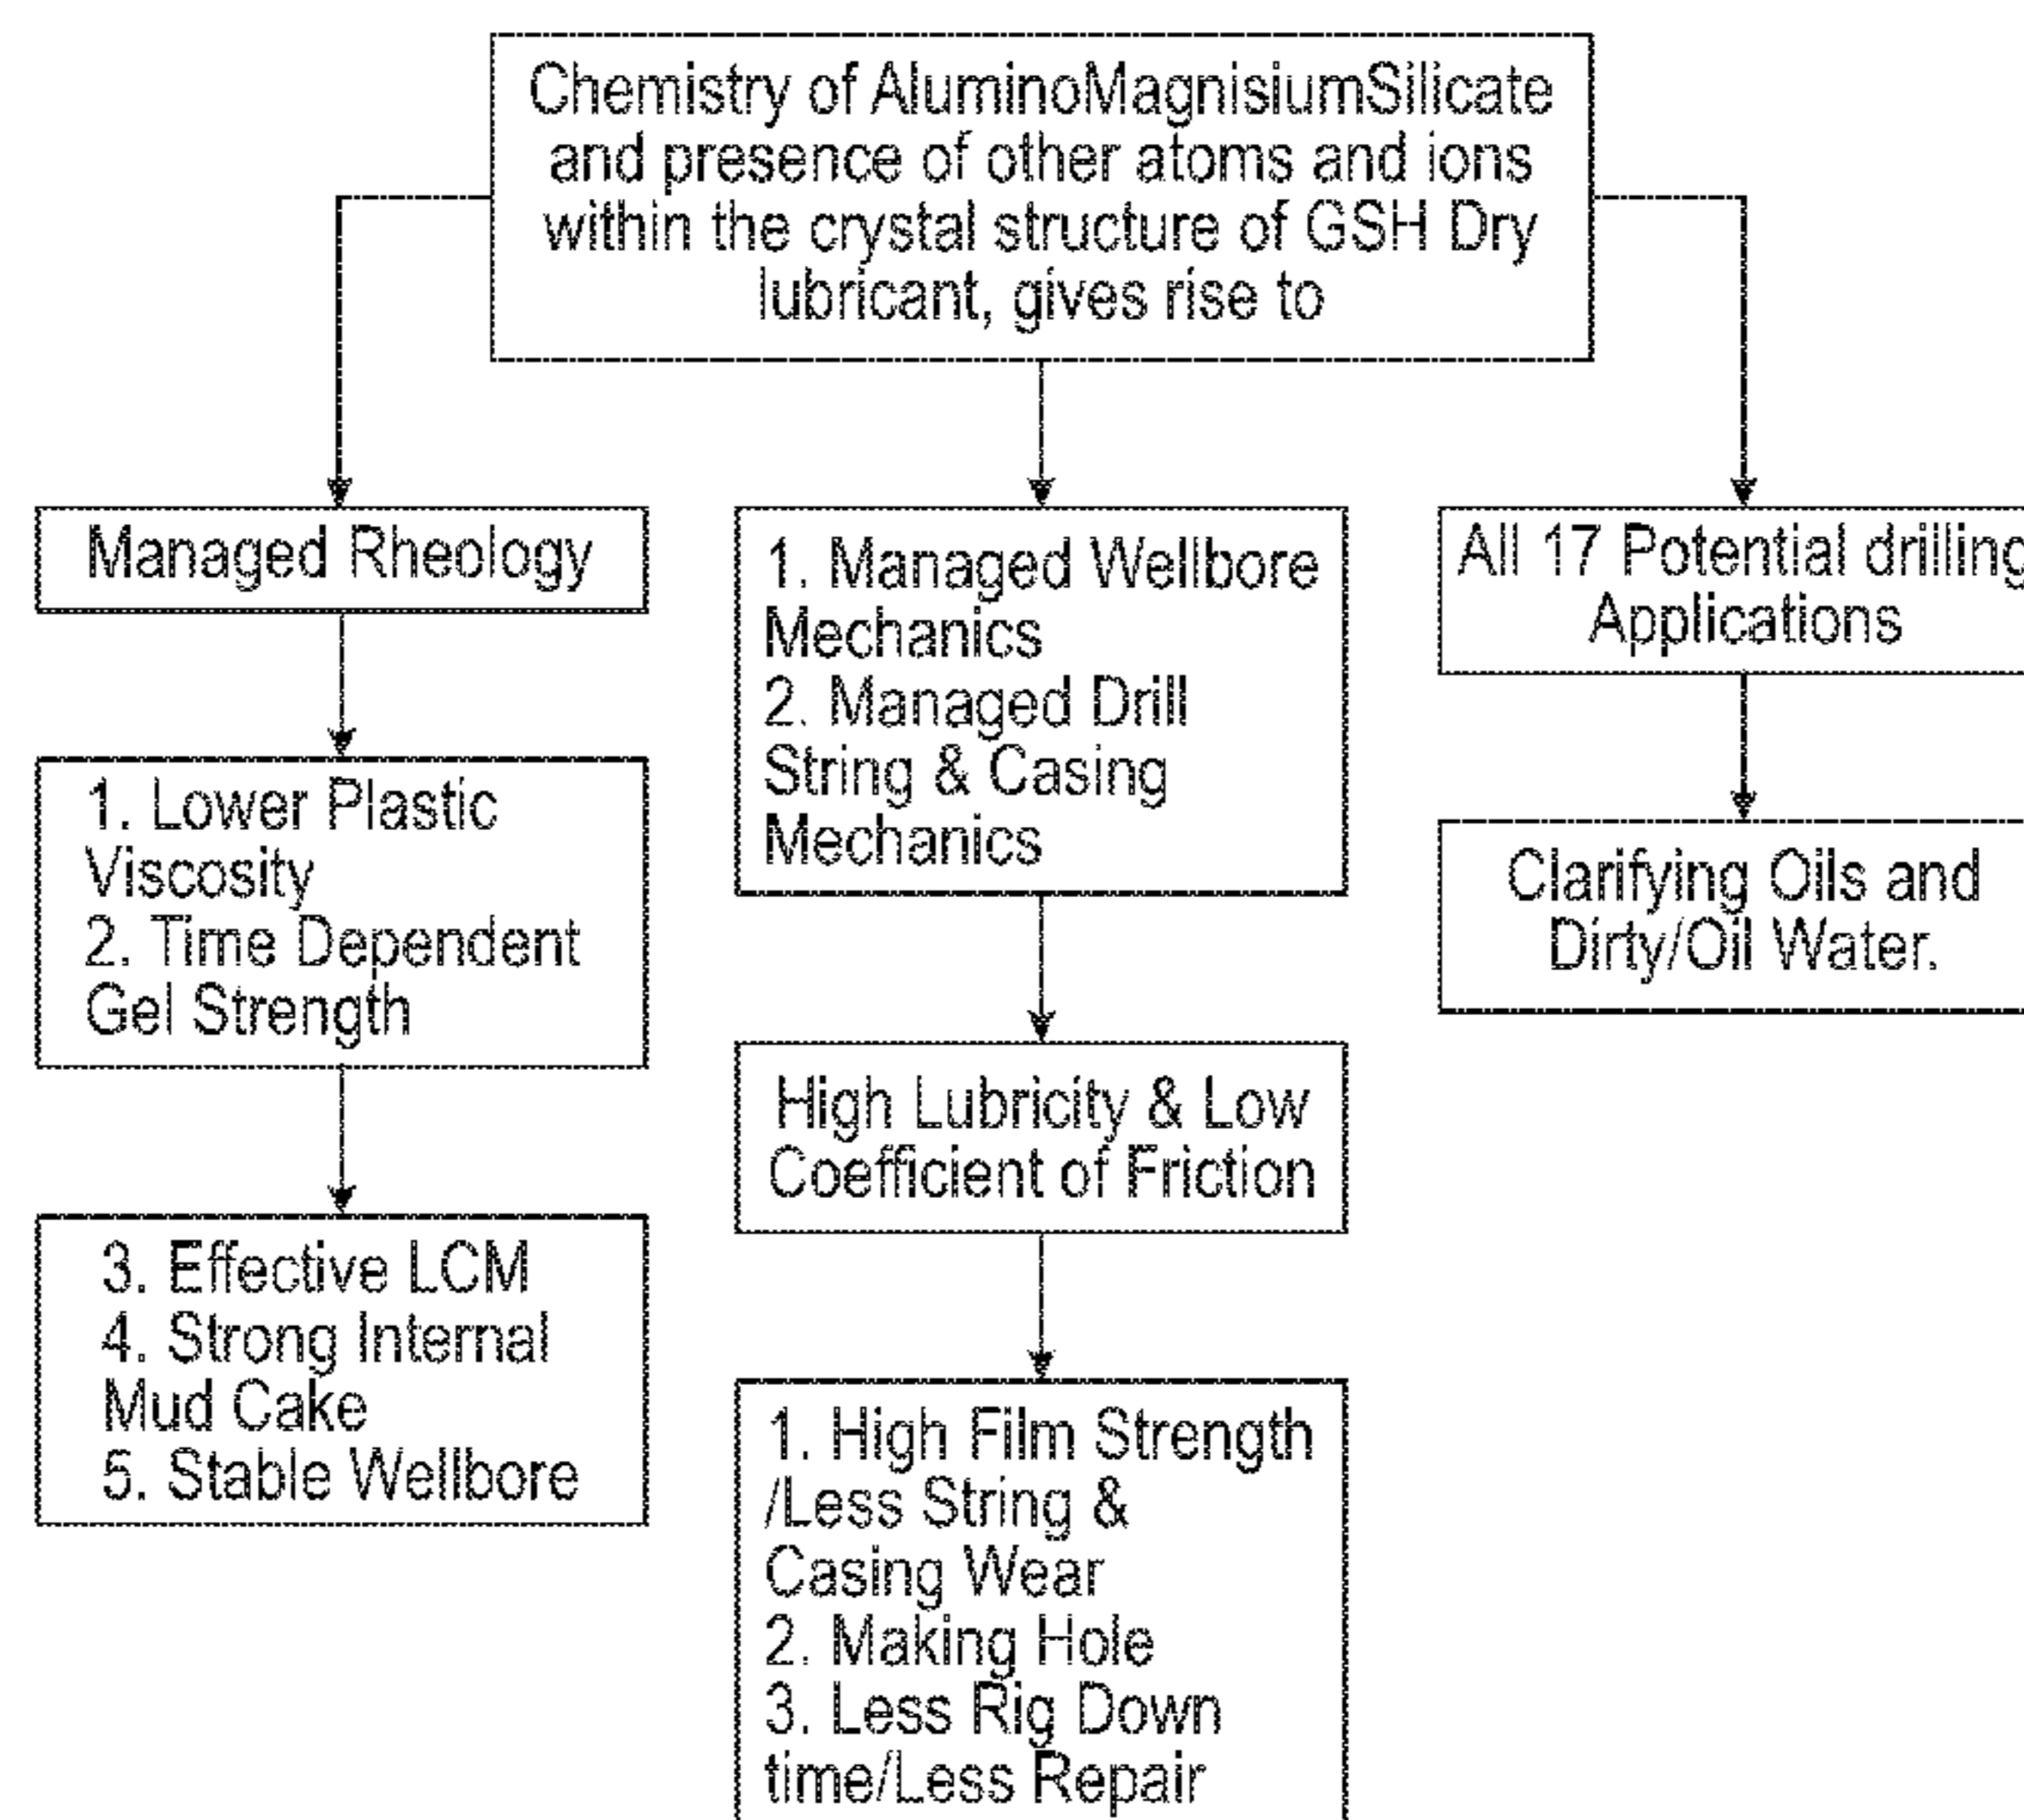 Chemistry of AluminoMagnisiumSilicate
and presence of other atoms and ions
within the crystal structure of GSH Dry
lubricant, gives rise to
Managed Rheology
1. Lower Plastic
Viscosity
2. Time Dependent
Gel Strength
3. Effective LCM
4. Strong Internal
Mud Cake
5. Stable Wellbore
1. Managed Wellbore
Mechanics
2. Managed Drill
String & Casing
Mechanics
High Lubricity & Low
Coefficient of Friction
1. High Film Strength
/Less String &
Casing Wear
2. Making Hole
3. Less Rig Down
time/Less Repair
All 17 Potential drilling
Applications
Clarifying Oils and
Dirty/Oil Water.